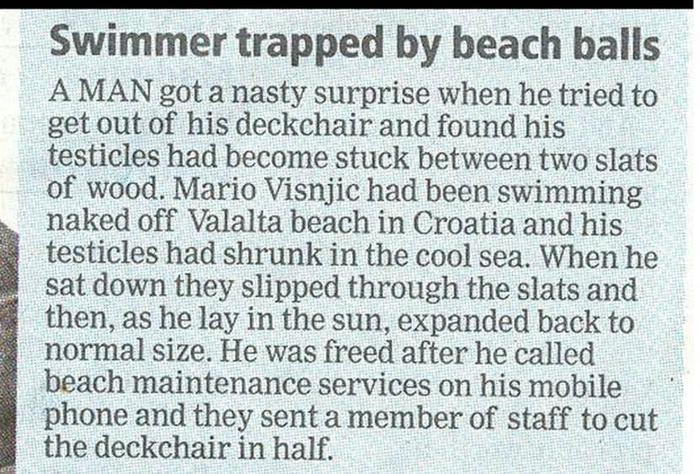 Swimmer trapped by beach balls
A MAN got a nasty surprise when he tried to
get out of his deckchair and found his
testicles had become stuck between two slats
of wood. Mario Visnjic had been swimming
naked off Valalta beach in Croatia and his
testicles had shrunk in the cool sea. When he
sat down they slipped through the slats and
then, as he lay in the sun, expanded back to
normal size. He was freed after he called
beach maintenance services on his mobile
phone and they sent a member of staff to cut
the deckchair in half.